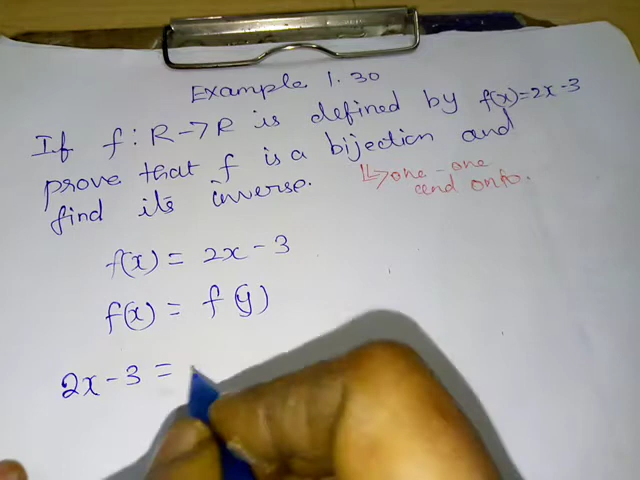 Example 1.30
If f: R→R is defined by f(x)=2x-3
prove that f is a bijection and
find its inverse.
↳one-one
and onto.
f(x) = 2x - 3
f(x) = f(y)
2x - 3 =